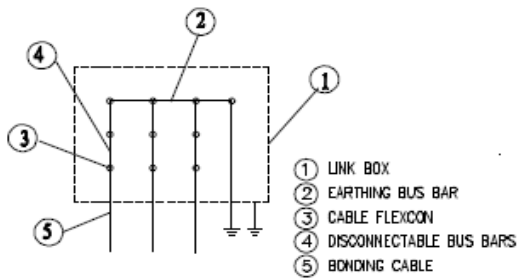 2
4
1
3
5
1 LINK BOX
2 EARTHING BUS BAR
3 CABLE FLEXCON
4 DISCONNECTABLE BUS BARS
5 BONDING CABLE